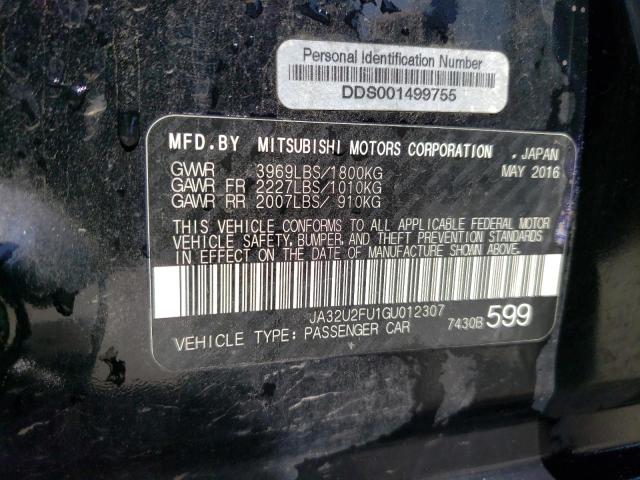 Personal Identification Number
DDS001499755
MFD.BY MITSUBISHI MOTORS CORPORATION . JAPAN
GVWR 3969LBS/1800KG MAY 2016
GAWR FR 2227LBS/1010KG
GAWR RR 2007LBS/ 910KG
THIS VEHICLE CONFORMS TO ALL APPLICABLE FEDERAL MOTOR
VEHICLE SAFETY, BUMPER, AND THEFT PREVENTION STANDARDS
IN EFFECT ON THE DATE OF MANUFACTURE SHOWN ABOVE.
JA32U2FU1GU012307
VEHICLE TYPE: PASSENGER CAR 7430B 599